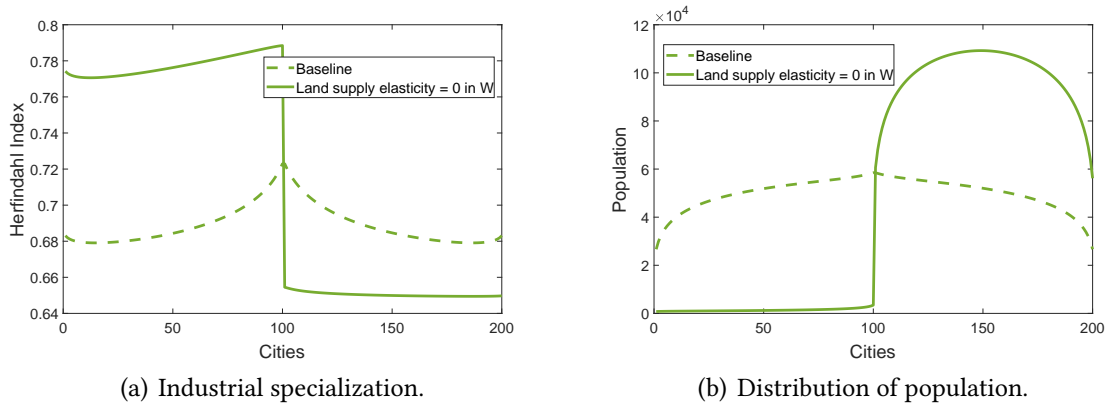 0.8
0.78
0.76
0.74
0.72
0.7
0.68
0.66
0.64
Herfindahl Index
0
50
100
150
200
Cities
Baseline
Land supply elasticity = 0 in W
(a) Industrial specialization.
×10⁴
12
10
8
6
4
2
0
Population
0
50
100
150
200
Cities
Baseline
Land supply elasticity = 0 in W
(b) Distribution of population.